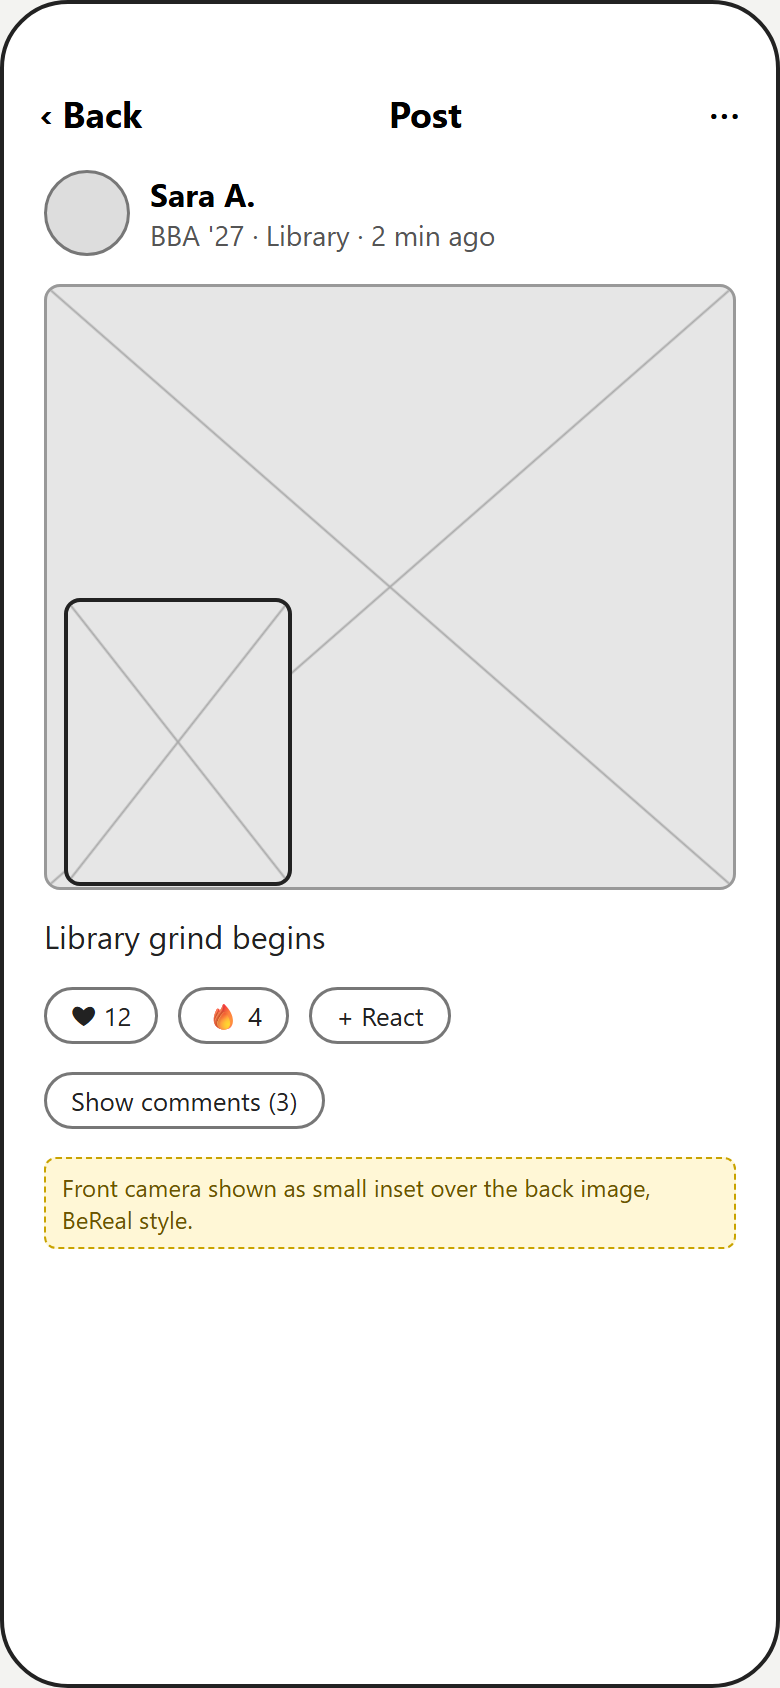 ‹ Back Post ···
Sara A.
BBA '27 · Library · 2 min ago
Library grind begins
🖤 12 🔥 4 + React
Show comments (3)
Front camera shown as small inset over the back image,
BeReal style.